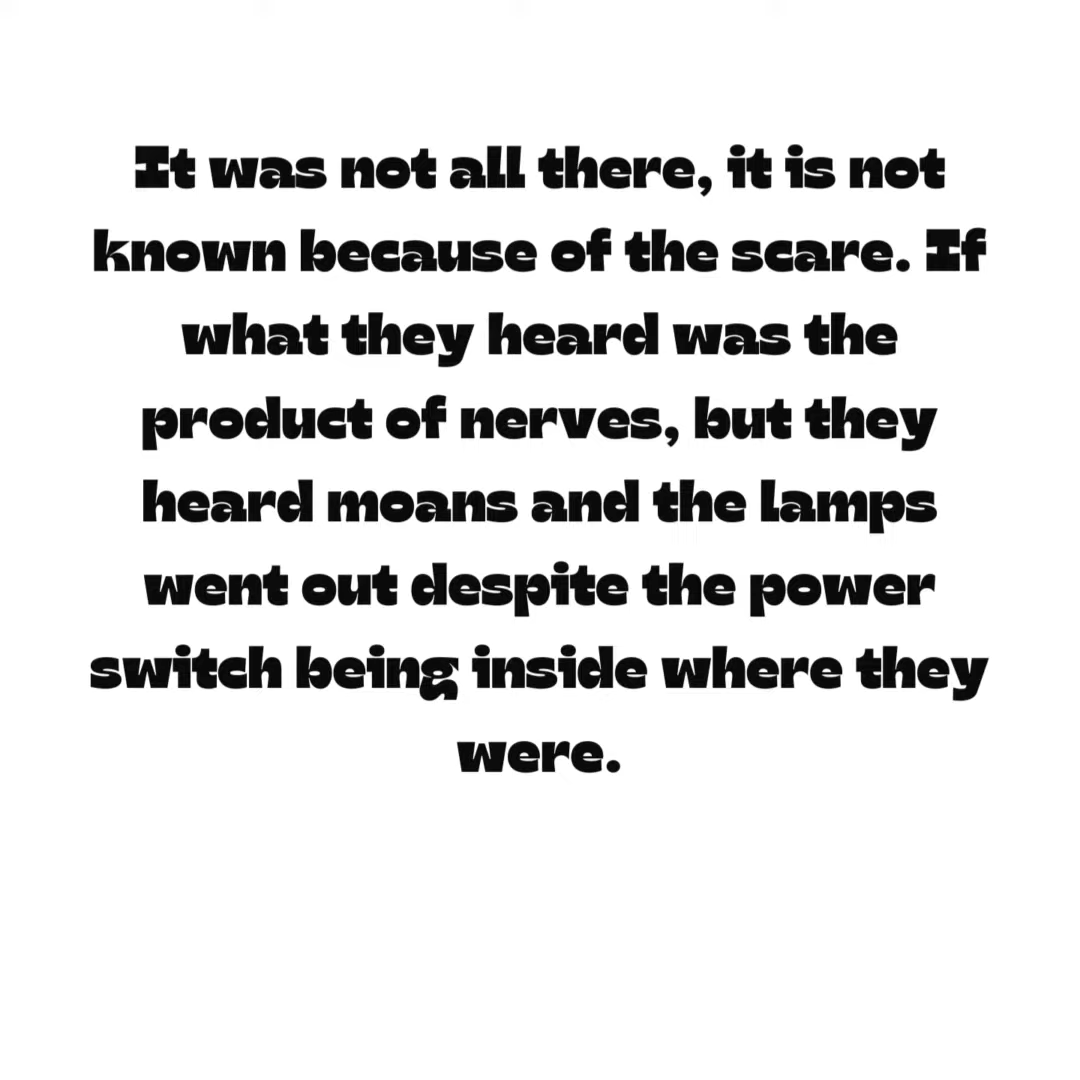 It was not all there, it is not
known because of the scare. If
what they heard was the
product of nerves, but they
heard moans and the lamps
went out despite the power
switch being inside where they
were.